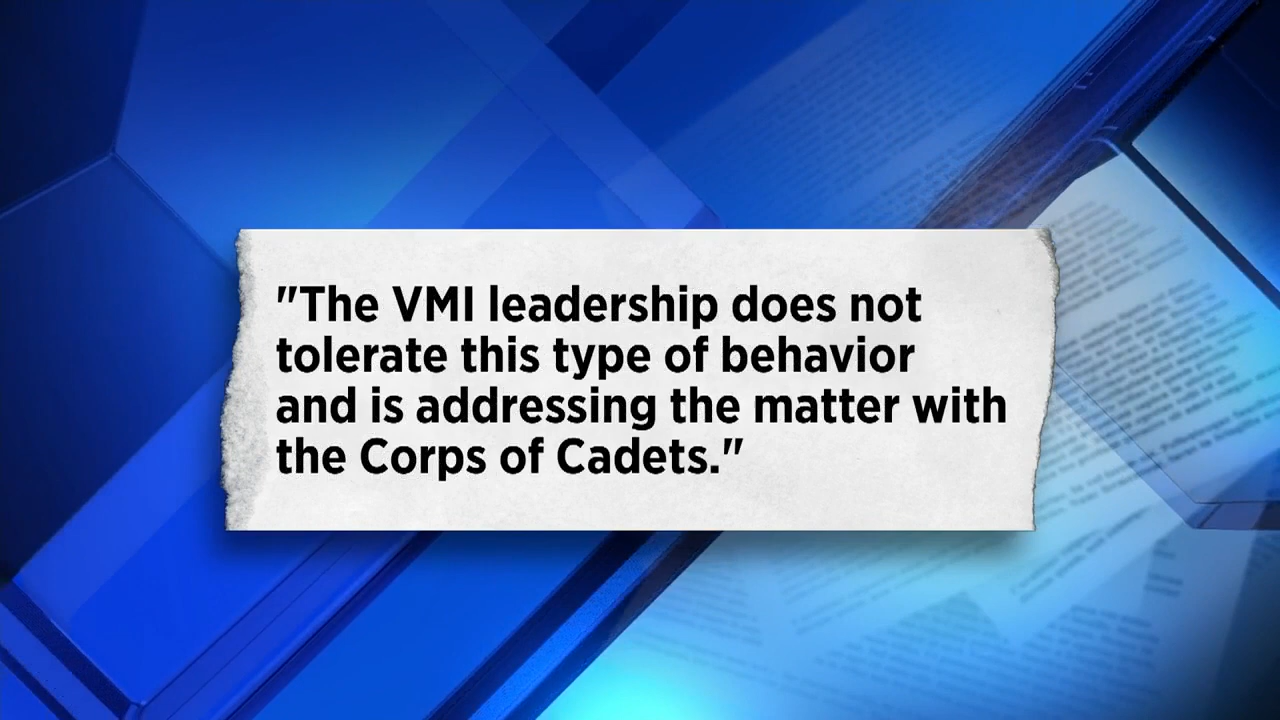 "The VMI leadership does not
tolerate this type of behavior
and is addressing the matter with
the Corps of Cadets."